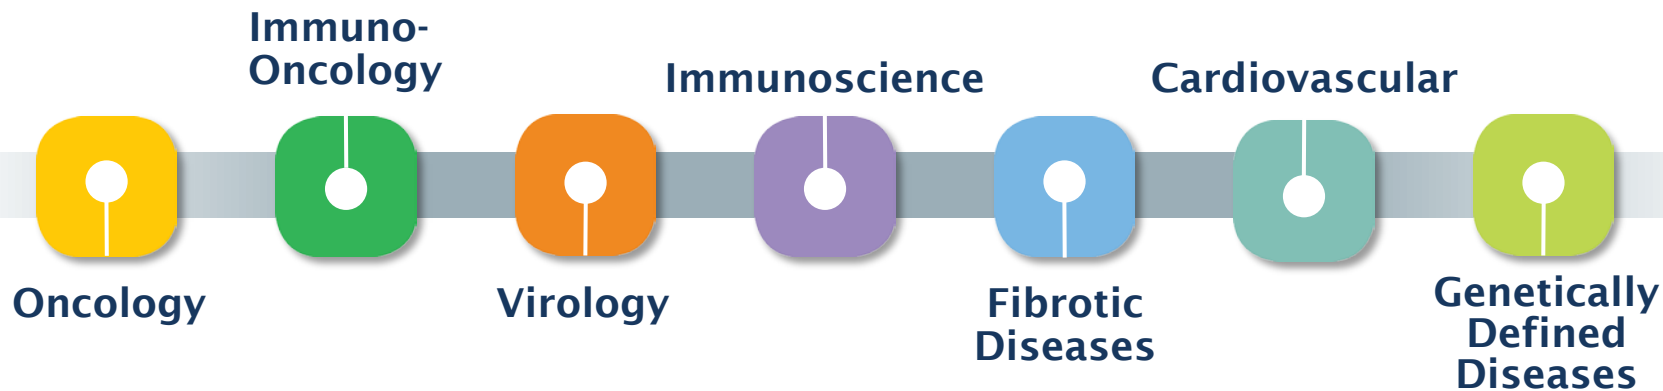 Oncology
Immuno-
Oncology
Virology
Immunoscience
Fibrotic
Diseases
Cardiovascular
Genetically
Defined
Diseases